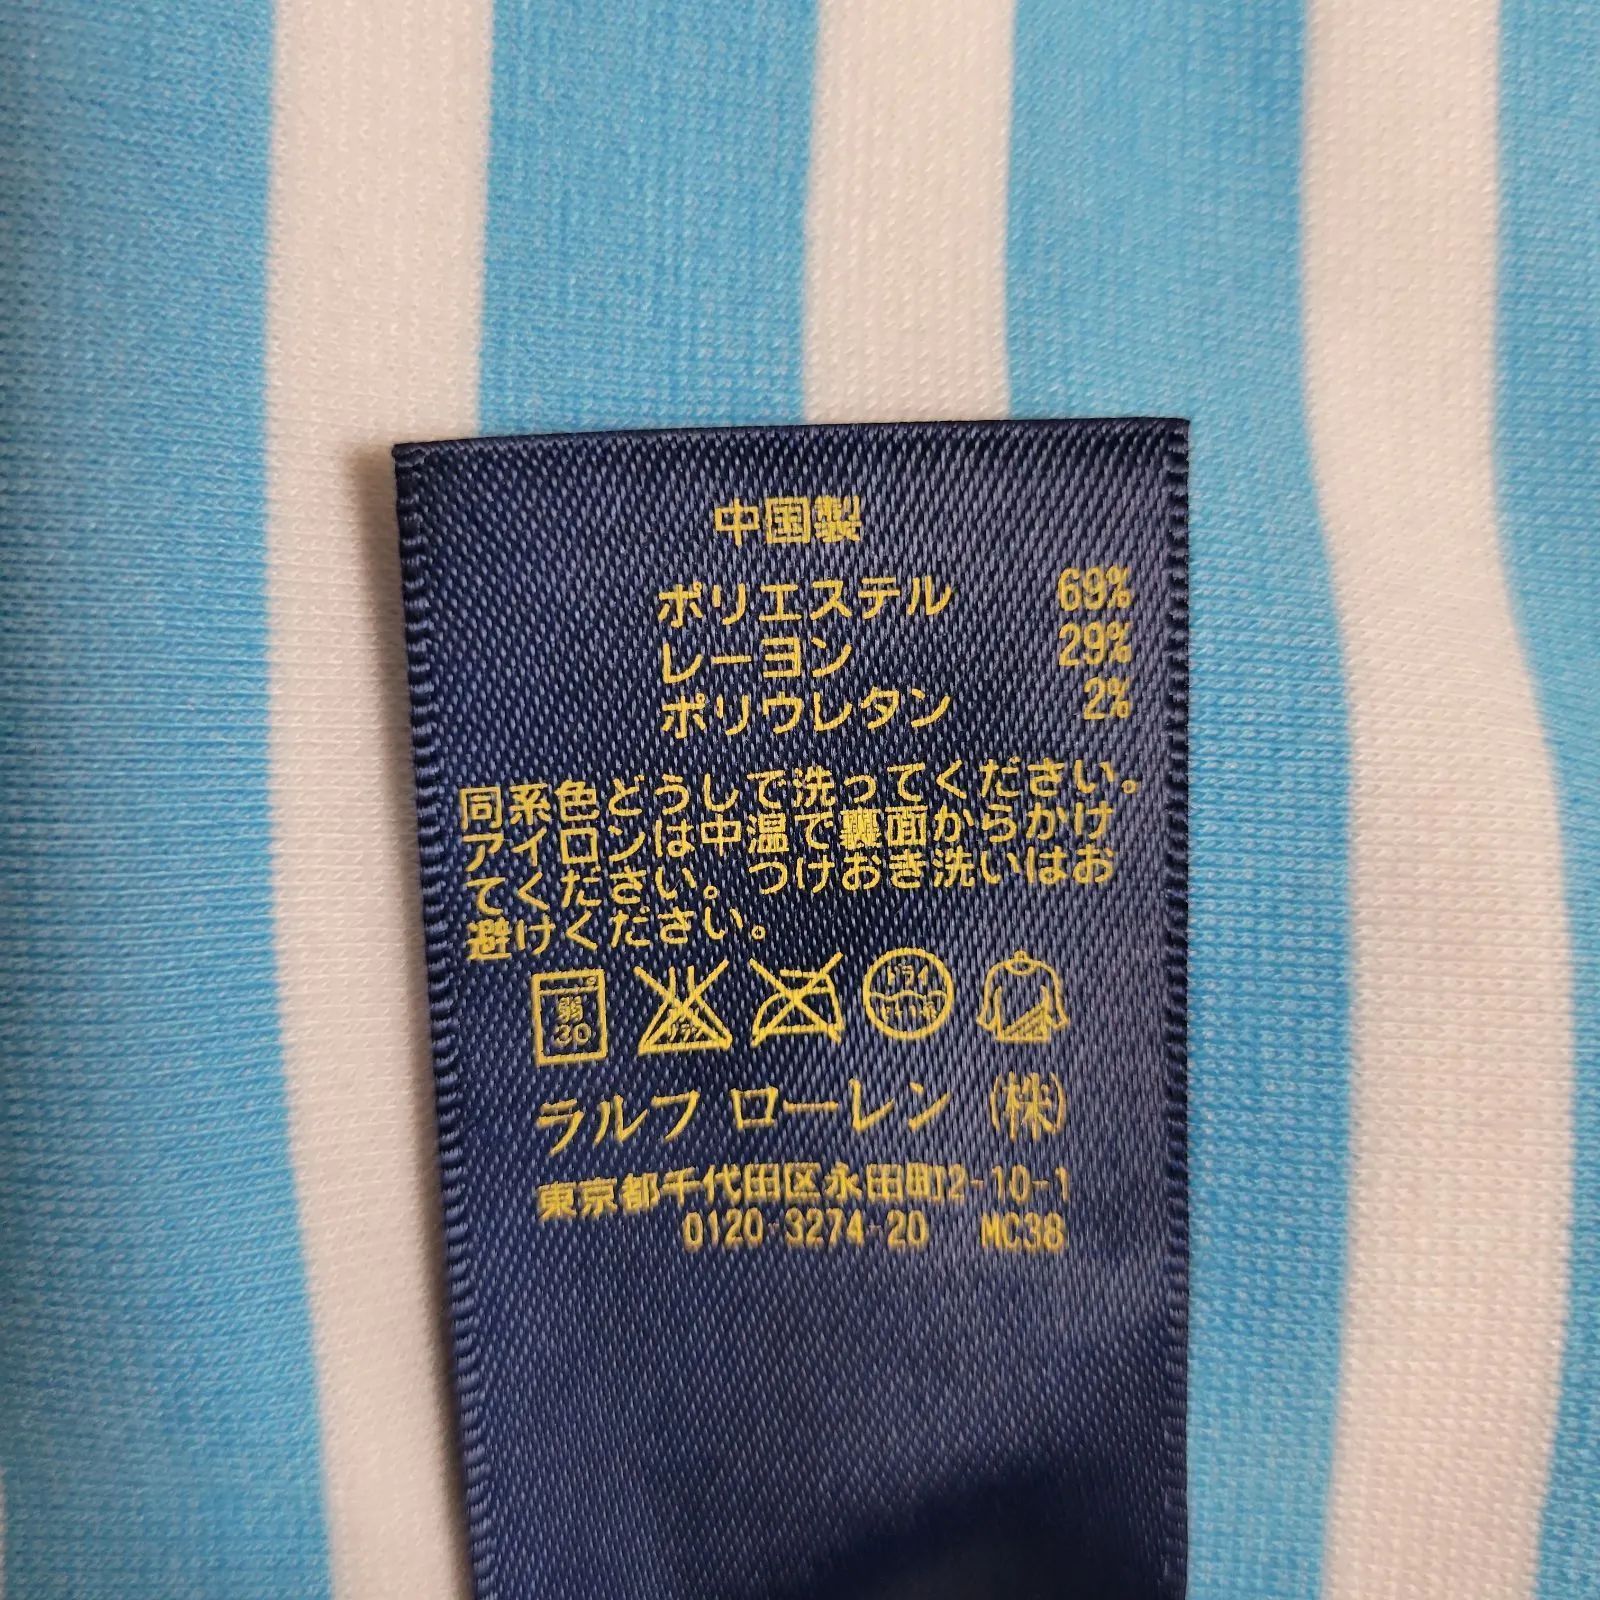 中国製
ポリエステル 69%
レーヨン 29%
ポリウレタン 2%
同系色どうしで洗ってください。
アイロンは中温で裏面からかけ
てください。つけおき洗いはお
避けください。
弱 30
ドライ
ラルフ ローレン (株)
東京都千代田区永田町2-10-1
0120-3274-20 MC38